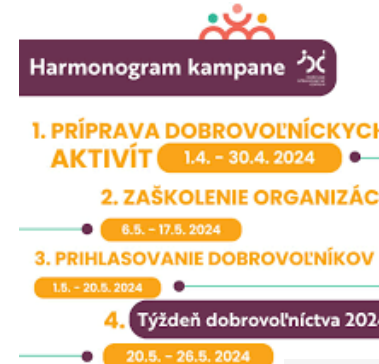 Harmonogram kampane
1. PRÍPRAVA DOBROVOĽNÍCKYCH
AKTIVÍT 1.4. - 30.4. 2024
2. ZAŠKOLENIE ORGANIZÁC
6.5. - 17.5. 2024
3. PRIHLASOVANIE DOBROVOĽNÍKOV
1.5. - 20.5. 2024
4. Týždeň dobrovoľníctva 2024
20.5. - 26.5. 2024